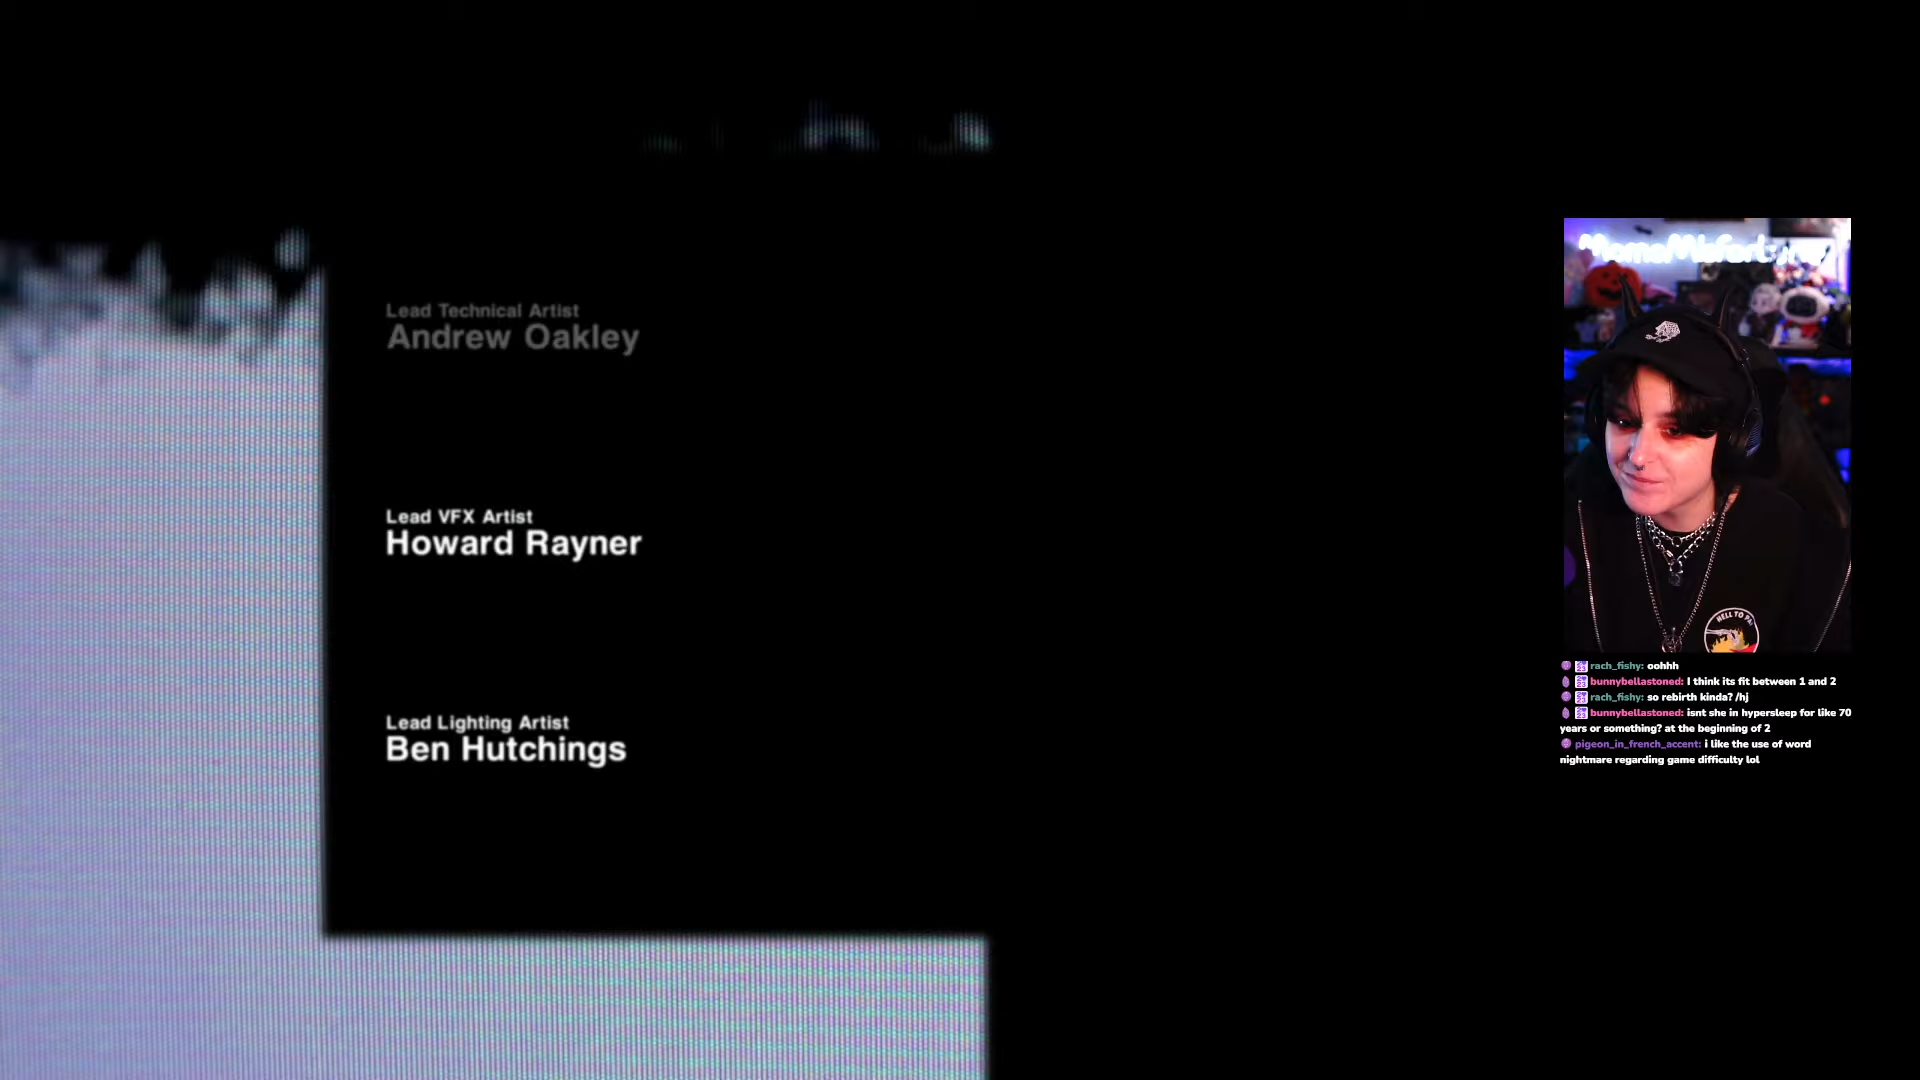 Lead Technical Artist
Andrew Oakley
Lead VFX Artist
Howard Rayner
Lead Lighting Artist
Ben Hutchings
HELL TO PAY
rach_fishy: oohhh
bunnybellastoned: I think its fit between 1 and 2
rach_fishy: so rebirth kinda? /hj
bunnybellastoned: isnt she in hypersleep for like 70
years or something? at the beginning of 2
pigeon_in_french_accent: i like the use of word
nightmare regarding game difficulty lol